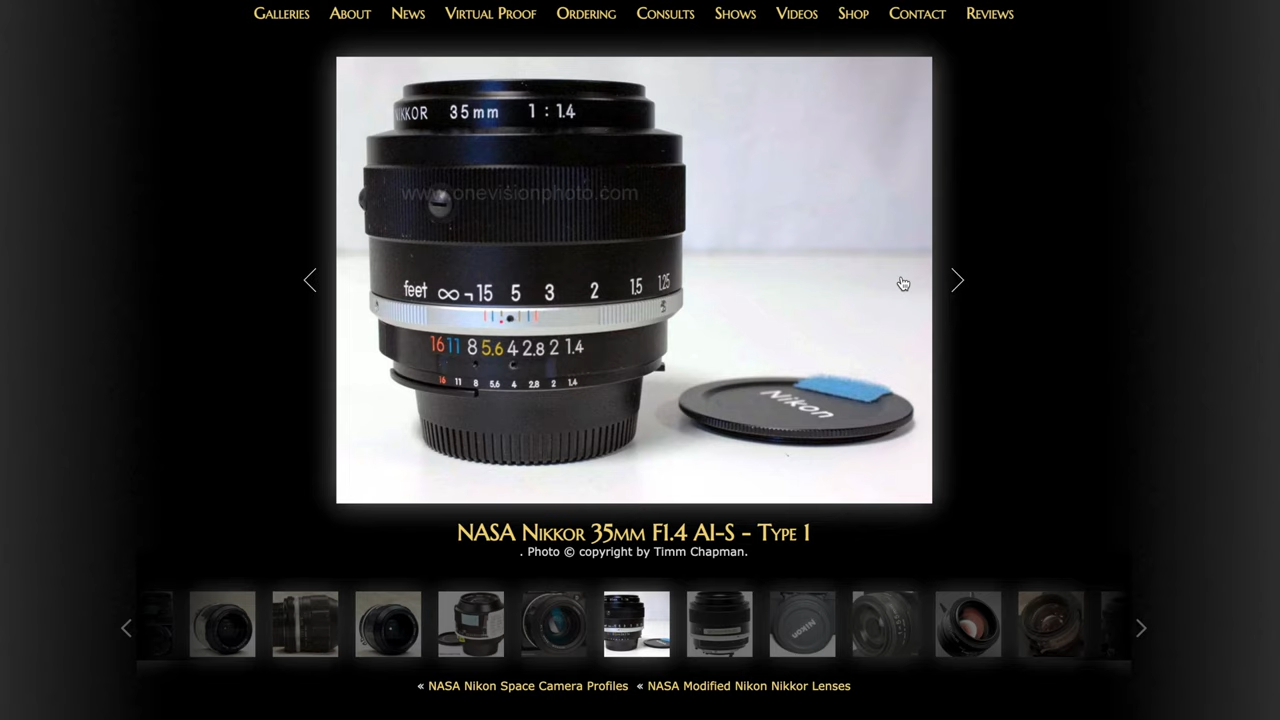 Galleries About News Virtual Proof Ordering Consults Shows Videos Shop Contact Reviews
NIKKOR 35mm 1 : 1.4
www.onevisionphoto.com
feet ∞ 15 5 3 2 1.5 1.25
16 11 8 5.6 4 2.8 2 1.4
16 11 8 5.6 4 2.8 2 1.4
Nikon
NASA Nikkor 35mm F1.4 AI-S - Type 1
. Photo © copyright by Timm Chapman.
Nikon
« NASA Nikon Space Camera Profiles « NASA Modified Nikon Nikkor Lenses